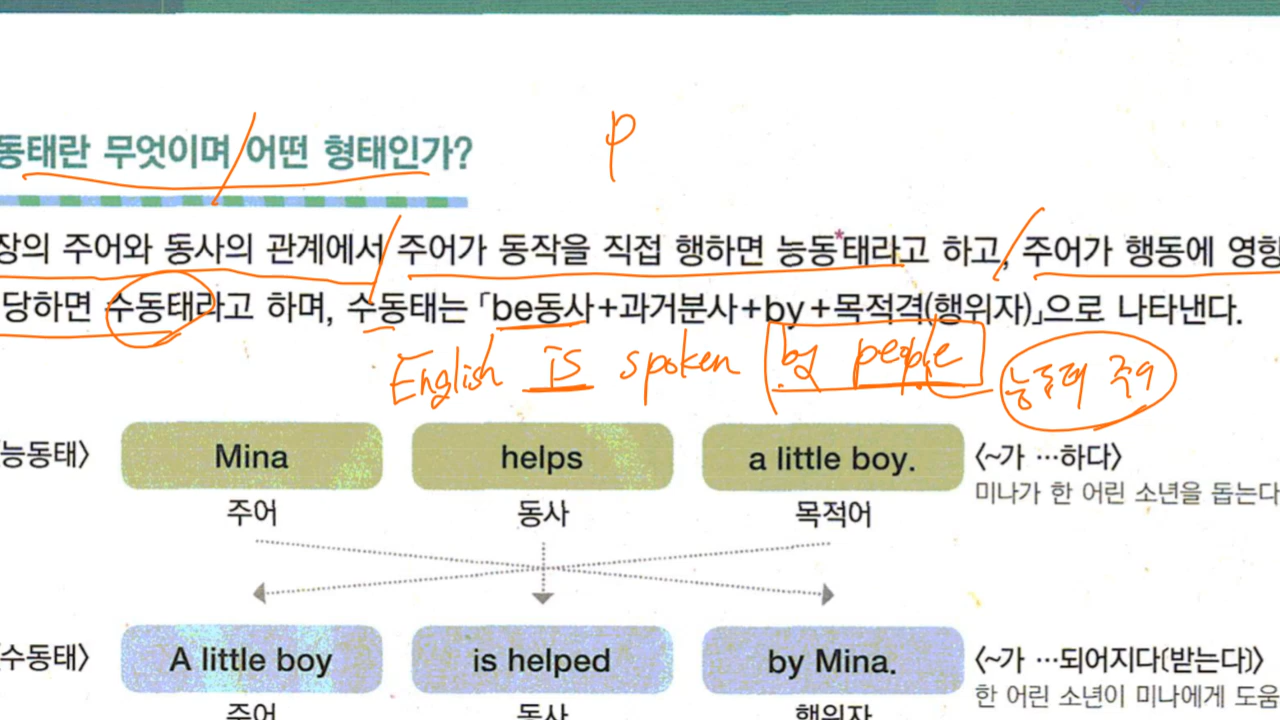 동태란 무엇이며 어떤 형태인가?
p
장의 주어와 동사의 관계에서 주어가 동작을 직접 행하면 능동*태라고 하고, 주어가 행동에 영향
당하면 수동태라고 하며, 수동태는 「be동사+과거분사+by+목적격(행위자)」으로 나타낸다.
English is spoken by people 능동태 주어
능동태〉 Mina helps a little boy. 〈~가 …하다〉
주어 동사 목적어 미나가 한 어린 소년을 돕는다
수동태〉 A little boy is helped by Mina. 〈~가 …되어지다(받는다)〉
주어 동사 행위자 한 어린 소년이 미나에게 도움